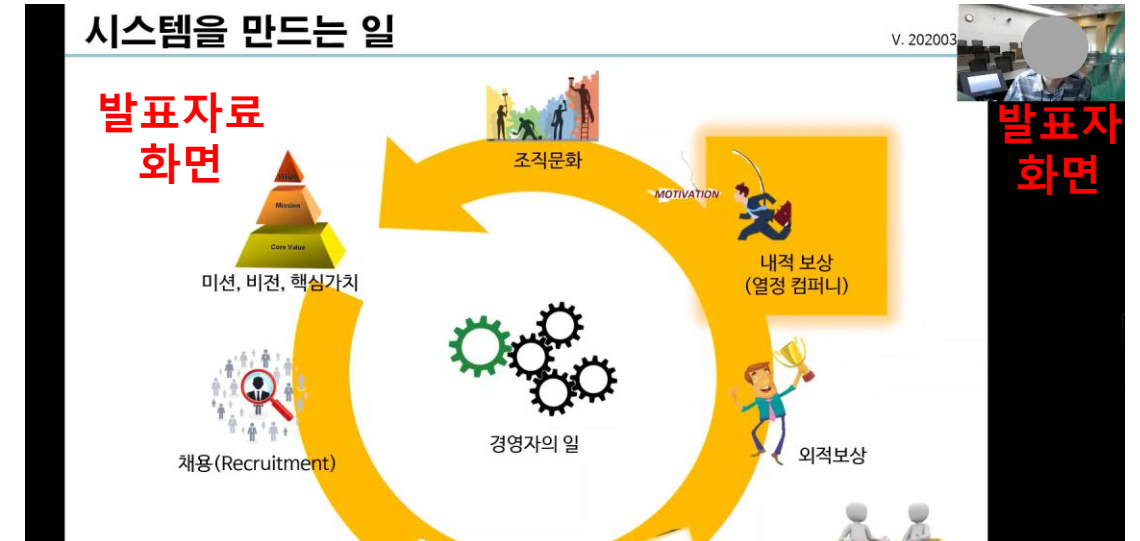 시스템을 만드는 일
V. 202003
발표자료
화면
발표자
화면
조직문화
MOTIVATION
내적 보상
(열정 컴퍼니)
Mission
Core Value
미션, 비전, 핵심가치
경영자의 일
외적보상
채용(Recruitment)